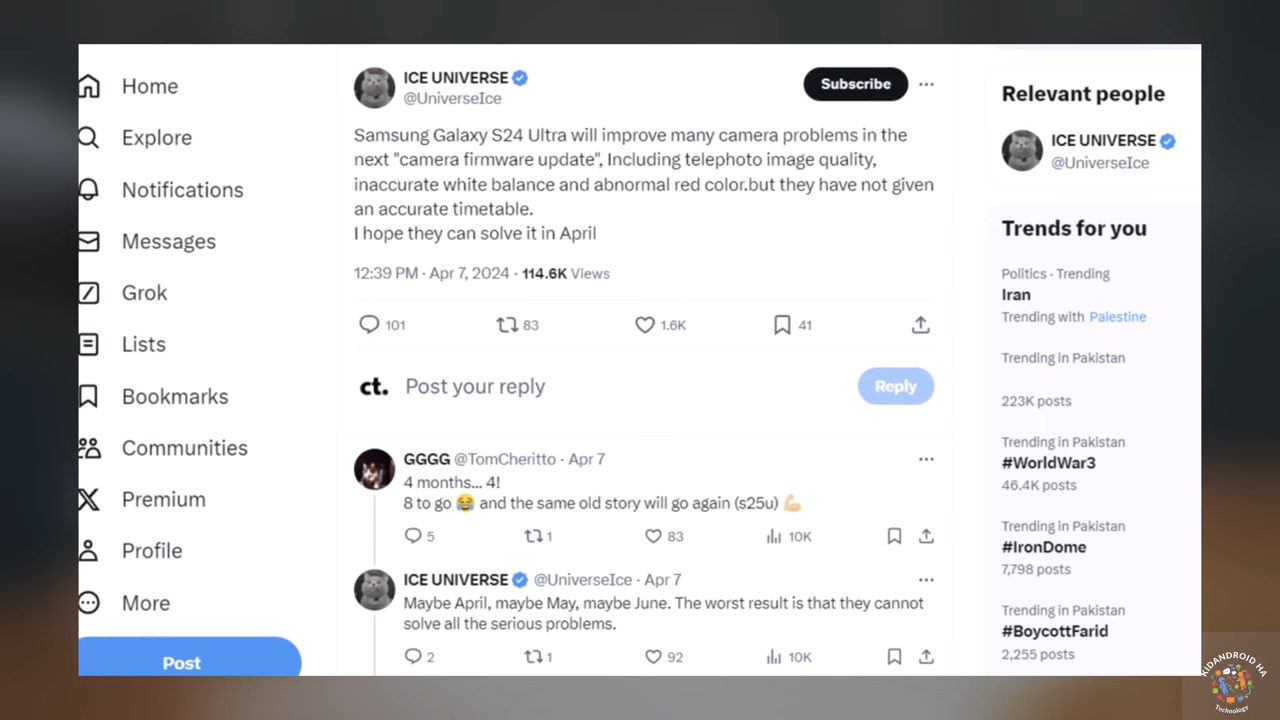 Home
Explore
Notifications
Messages
Grok
Lists
Bookmarks
Communities
Premium
Profile
More
Post
ICE UNIVERSE
@UniverseIce
Subscribe
Samsung Galaxy S24 Ultra will improve many camera problems in the
next "camera firmware update", Including telephoto image quality,
inaccurate white balance and abnormal red color.but they have not given
an accurate timetable.
I hope they can solve it in April
12:39 PM · Apr 7, 2024 · 114.6K Views
101 83 1.6K 41
ct. Post your reply Reply
GGGG @TomCheritto · Apr 7
4 months... 4!
8 to go 😂 and the same old story will go again (s25u) 💪🏻
5 1 83 10K
ICE UNIVERSE @UniverseIce · Apr 7
Maybe April, maybe May, maybe June. The worst result is that they cannot
solve all the serious problems.
2 1 92 10K
Relevant people
ICE UNIVERSE
@UniverseIce
Trends for you
Politics · Trending
Iran
Trending with Palestine
Trending in Pakistan
223K posts
Trending in Pakistan
#WorldWar3
46.4K posts
Trending in Pakistan
#IronDome
7,798 posts
Trending in Pakistan
#BoycottFarid
2,255 posts
KIDANDROID HA
Technology